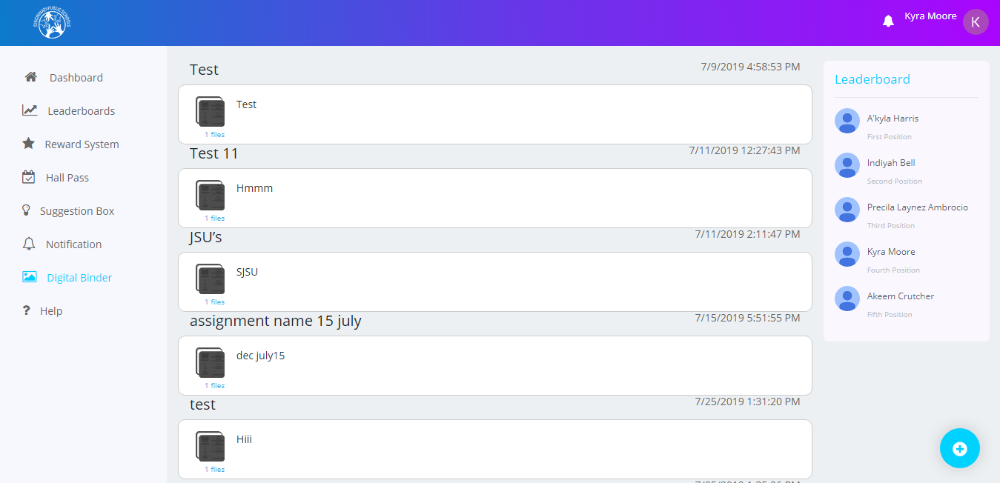 CINCINNATI PUBLIC SCHOOLS
Kyra Moore
K
Dashboard
Leaderboards
Reward System
Hall Pass
Suggestion Box
Notification
Digital Binder
? Help
Test
7/9/2019 4:58:53 PM
Test
1 files
Test 11
7/11/2019 12:27:43 PM
Hmmm
1 files
JSU’s
7/11/2019 2:11:47 PM
SJSU
1 files
assignment name 15 july
7/15/2019 5:51:55 PM
dec july15
1 files
test
7/25/2019 1:31:20 PM
Hiii
1 files
Leaderboard
A'kyla Harris
First Position
Indiyah Bell
Second Position
Precila Laynez Ambrocio
Third Position
Kyra Moore
Fourth Position
Akeem Crutcher
Fifth Position